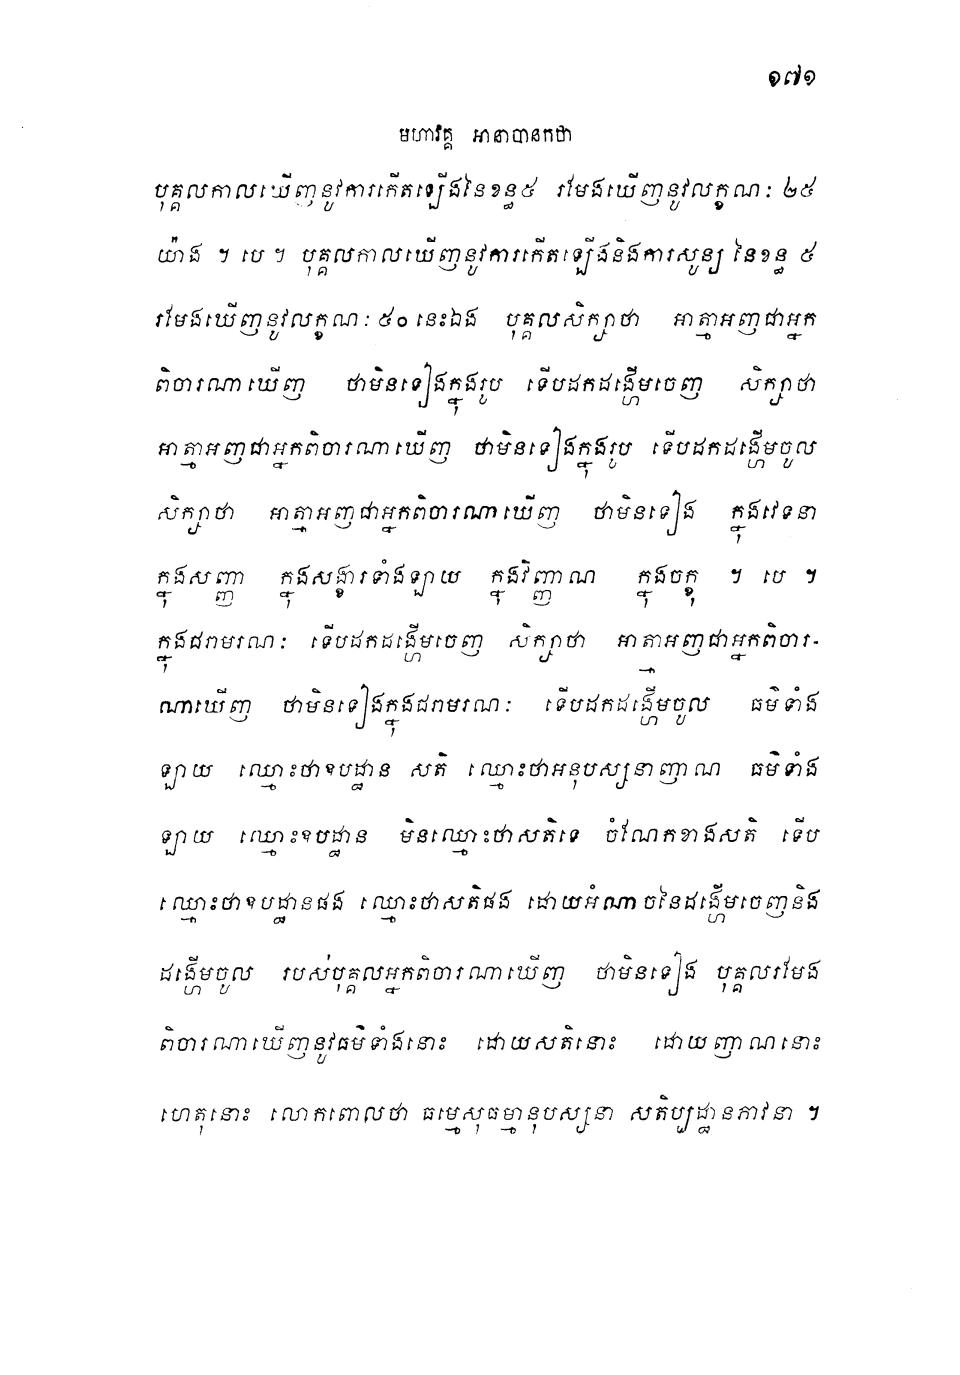 ១៧១
មហាវគ្គ អានាបានកថា
បុគ្គលកាលឃើញនូវការកើតឡើងនៃខន្ធ៥ រមែងឃើញនូវលក្ខណៈ ២៥
យ៉ាង ។ បេ ។ បុគ្គលកាលឃើញនូវការកើតឡើងនិងការសូន្យ នៃខន្ធ ៥
រមែងឃើញនូវលក្ខណៈ ៥០ នេះឯង បុគ្គលសិក្សាថា អាត្មាអញជាអ្នក
ពិចារណាឃើញ ថាមិនទៀងក្នុងរូប ទើបដកដង្ហើមចេញ សិក្សាថា
អាត្មាអញជាអ្នកពិចារណាឃើញ ថាមិនទៀងក្នុងរូប ទើបដកដង្ហើមចូល
សិក្សាថា អាត្មាអញជាអ្នកពិចារណាឃើញ ថាមិនទៀង ក្នុងវេទនា
ក្នុងសញ្ញា ក្នុងសង្ខារទាំងឡាយ ក្នុងវិញ្ញាណ ក្នុងចក្ខុ ។ បេ ។
ក្នុងជរាមរណៈ ទើបដកដង្ហើមចេញ សិក្សាថា អាត្មាអញជាអ្នកពិចារ-
ណាឃើញ ថាមិនទៀងក្នុងជរាមរណៈ ទើបដកដង្ហើមចូល ធម៌ទាំង
ឡាយ ឈ្មោះថាឧបដ្ឋាន សតិ ឈ្មោះថាអនុបស្សនាញាណ ធម៌ទាំង
ឡាយ ឈ្មោះឧបដ្ឋាន មិនឈ្មោះថាសតិទេ ចំណែកខាងសតិ ទើប
ឈ្មោះថាឧបដ្ឋានផង ឈ្មោះថាសតិផង ដោយអំណាចនៃដង្ហើមចេញនិង
ដង្ហើមចូល របស់បុគ្គលអ្នកពិចារណាឃើញ ថាមិនទៀង បុគ្គលរមែង
ពិចារណាឃើញនូវធម៌ទាំងនោះ ដោយសតិនោះ ដោយញាណនោះ
ហេតុនោះ លោកពោលថា ធម្មេសុធម្មានុបស្សនា សតិប្បដ្ឋានភាវនា ។